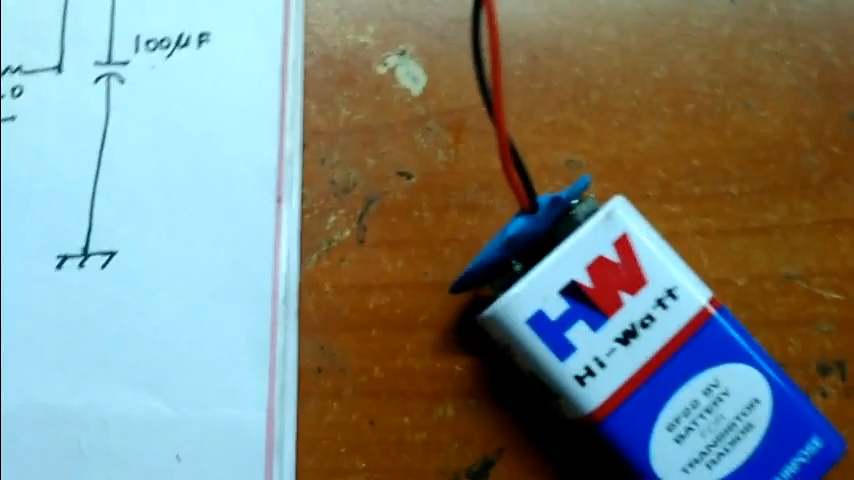 100µF
HW
Hi-Watt
6F22 9V
BATTERY
FOR
TRANSISTOR
RADIOS